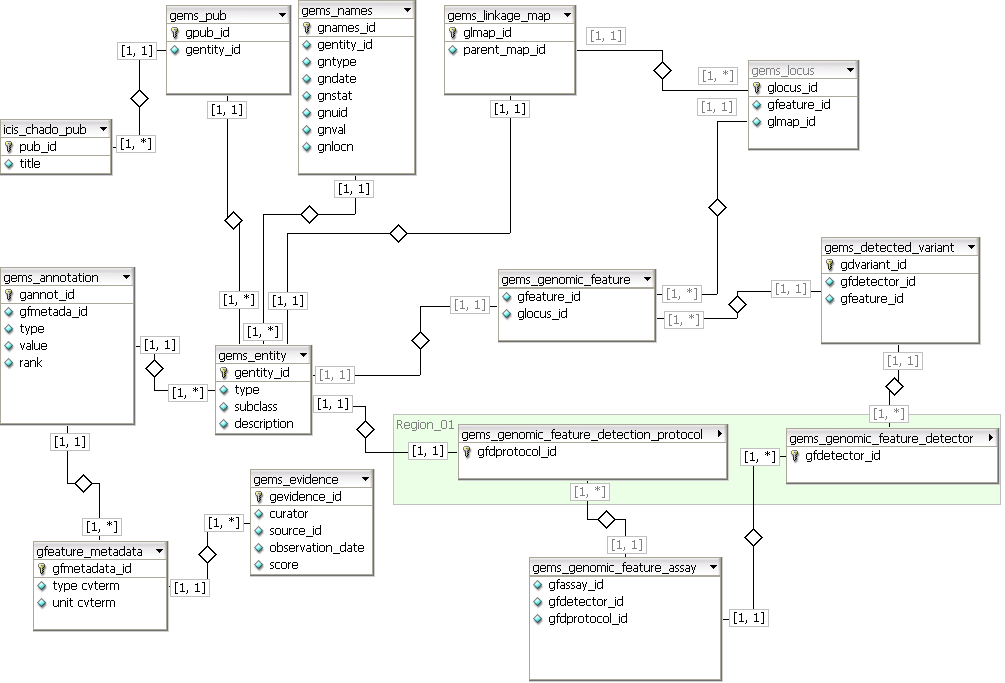 gems_pub
gpub_id
gentity_id
gems_names
gnames_id
gentity_id
gntype
gndate
gnstat
gnuid
gnval
gnlocn
gems_linkage_map
glmap_id
parent_map_id
[1, 1]
[1, 1]
[1, *]
gems_locus
glocus_id
gfeature_id
glmap_id
[1, 1]
[1, 1]
[1, 1]
icis_chado_pub
pub_id
title
[1, *]
[1, 1]
gems_annotation
gannot_id
gfmetada_id
type
value
rank
[1, *]
[1, 1]
[1, *]
gems_genomic_feature
gfeature_id
glocus_id
[1, 1]
[1, *]
[1, *]
[1, 1]
gems_detected_variant
gdvariant_id
gfdetector_id
gfeature_id
[1, 1]
[1, *]
gems_entity
gentity_id
type
subclass
description
[1, 1]
[1, 1]
[1, 1]
[1, *]
Region_01
gems_genomic_feature_detection_protocol
gfdprotocol_id
[1, 1]
gems_genomic_feature_detector
gfdetector_id
[1, *]
[1, 1]
[1, *]
gems_evidence
gevidence_id
curator
source_id
observation_date
score
[1, *]
[1, *]
[1, 1]
gfeature_metadata
gfmetadata_id
type cvterm
unit cvterm
[1, 1]
gems_genomic_feature_assay
gfassay_id
gfdetector_id
gfdprotocol_id
[1, 1]